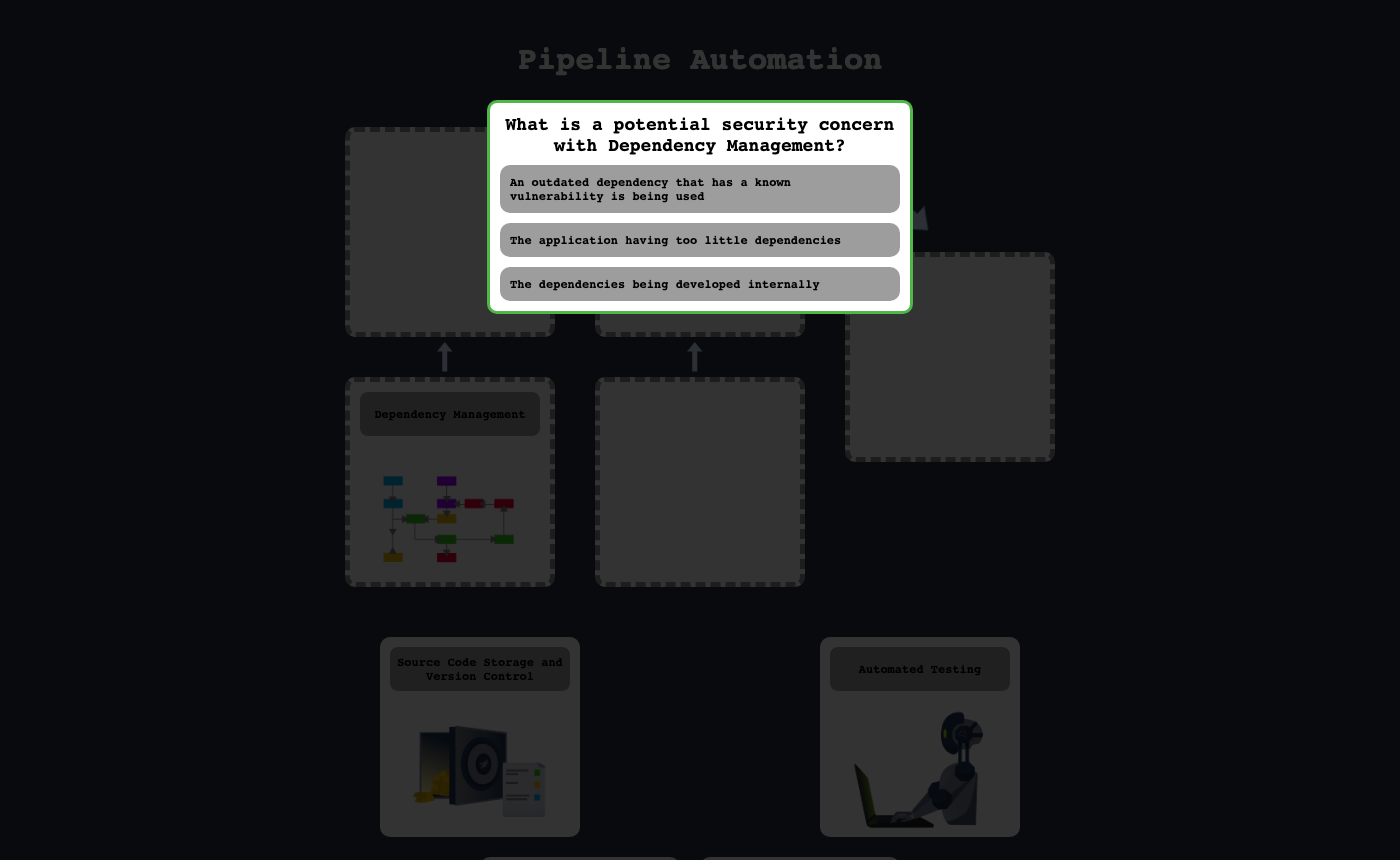 Pipeline Automation
What is a potential security concern
with Dependency Management?
An outdated dependency that has a known
vulnerability is being used
The application having too little dependencies
The dependencies being developed internally
Dependency Management
Source Code Storage and
Version Control
Automated Testing